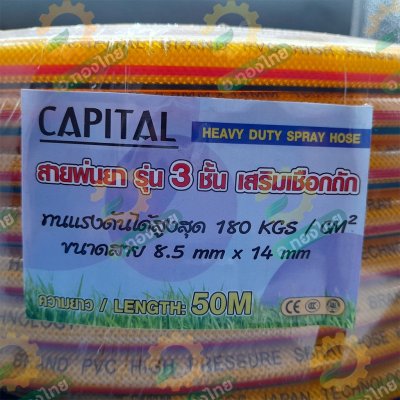 CAPITAL
HEAVY DUTY SPRAY HOSE
สายพ่นยา รุ่น 3 ชั้น เสริมเชือกถัก
ทนแรงดันได้สูงสุด 180 KGS / CM²
ขนาดสาย 8.5 mm x 14 mm
ความยาว / LENGTH: 50M
BRAND PVC HIGH PRESSURE SPRAY HOSE